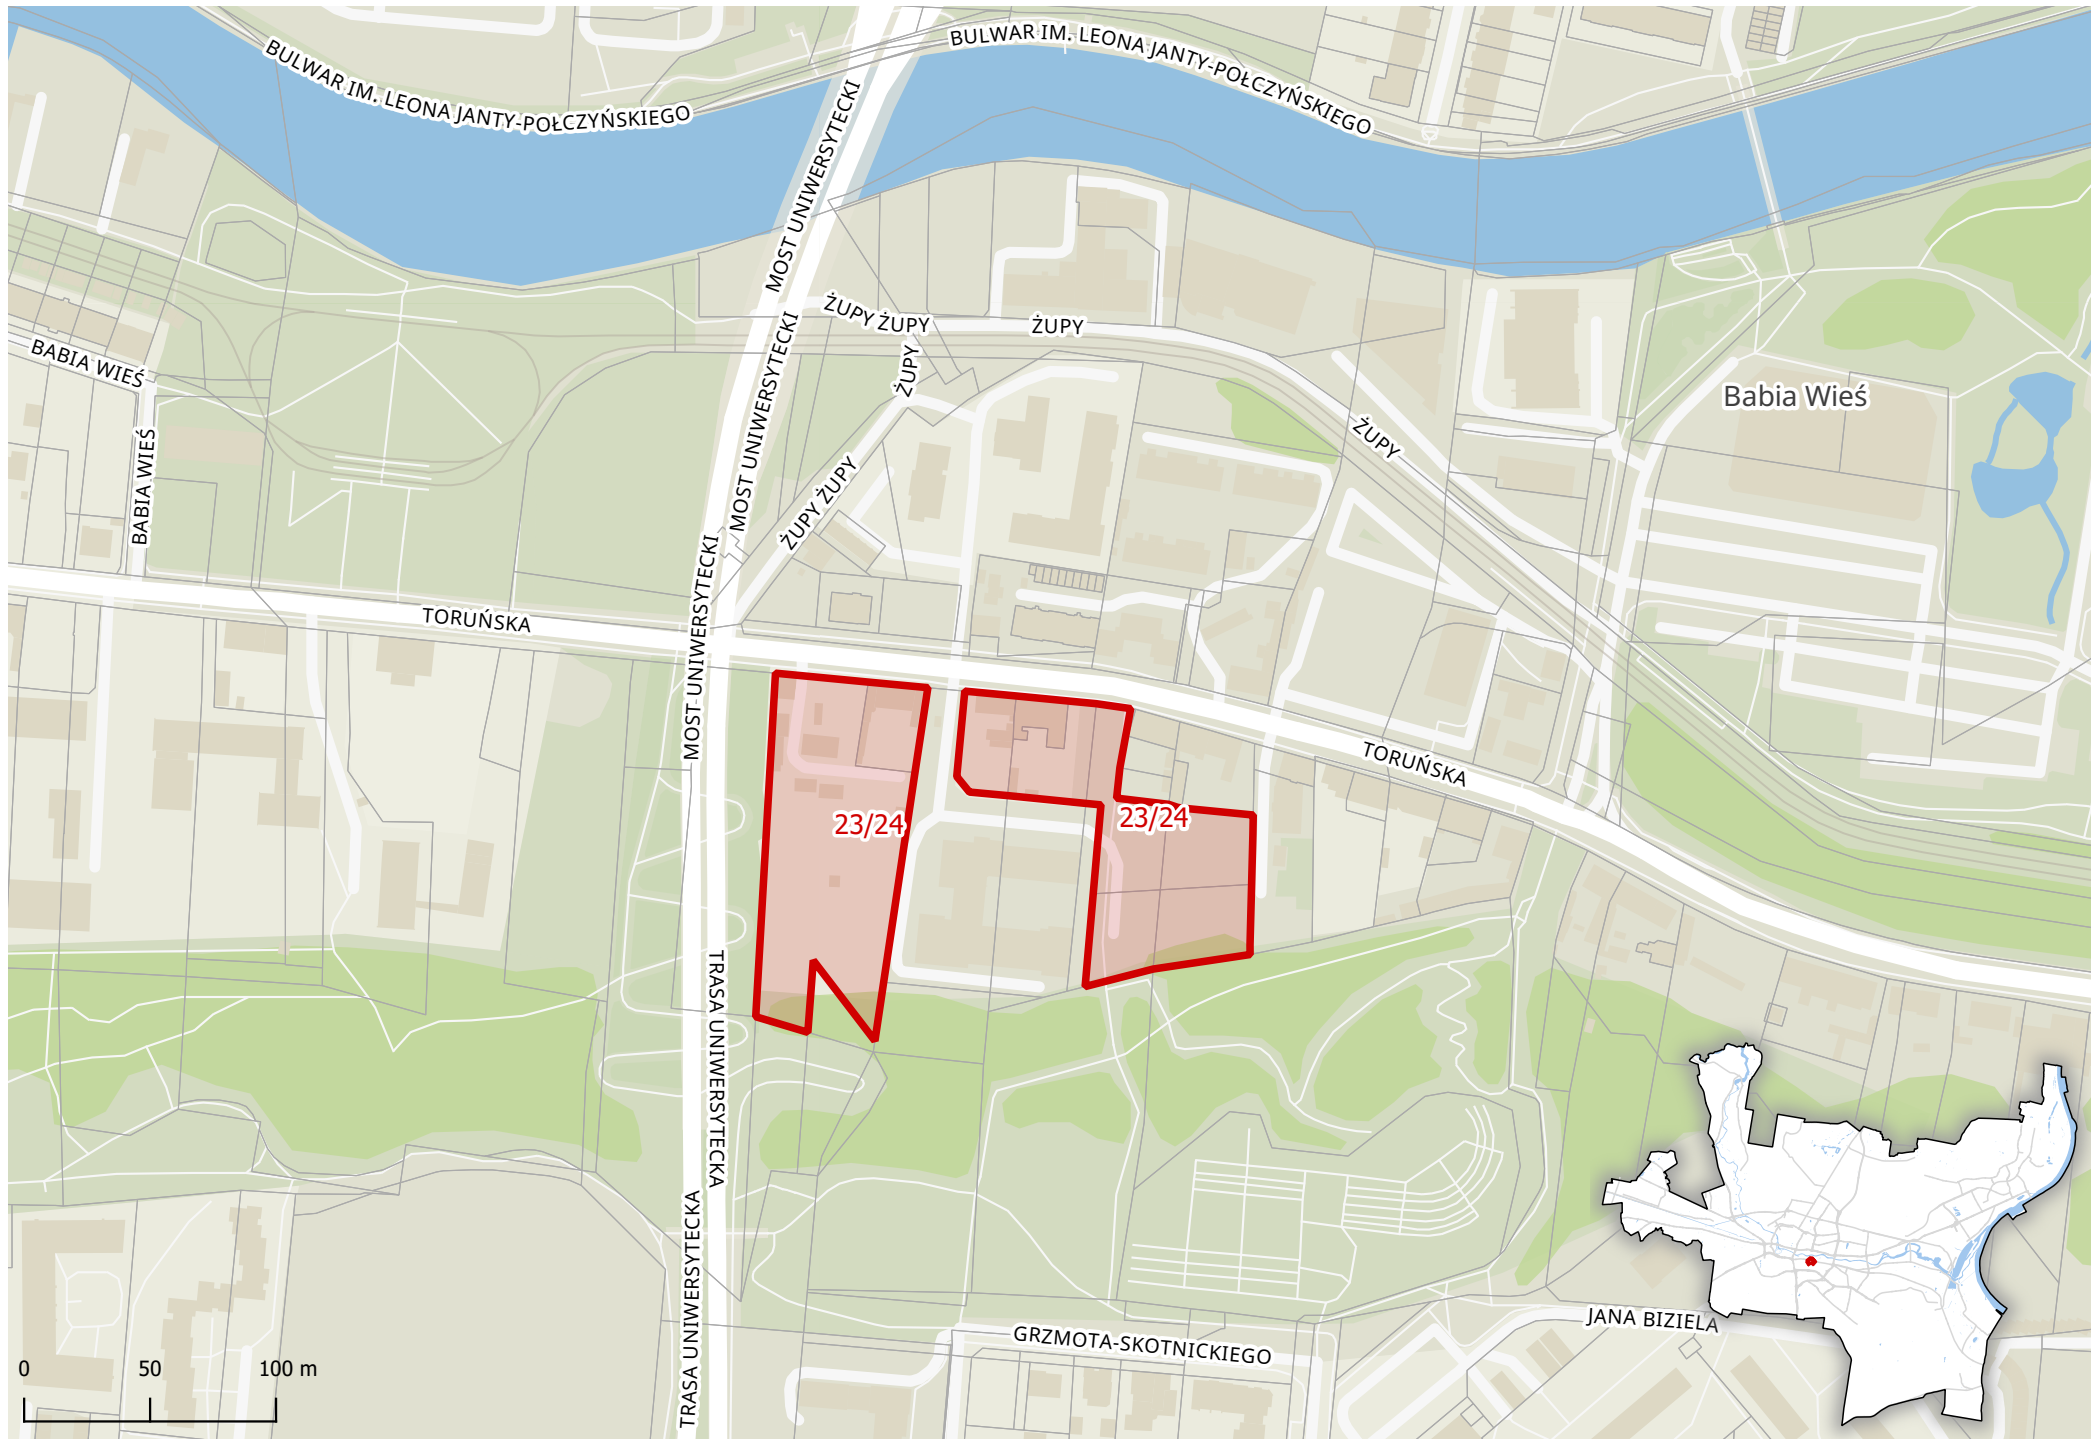 BULWAR IM. LEONA JANTY-POŁCZYŃSKIEGO
BULWAR IM. LEONA JANTY-POŁCZYŃSKIEGO
MOST UNIWERSYTECKI
ŻUPY ŻUPY
ŻUPY
ŻUPY
MOST UNIWERSYTECKI
BABIA WIEŚ
Babia Wieś
ŻUPY
BABIA WIEŚ
ŻUPY ŻUPY
MOST UNIWERSYTECKI
TORUŃSKA
TORUŃSKA
23/24
23/24
TRASA UNIWERSYTECKA
TRASA UNIWERSYTECKA
GRZMOTA-SKOTNICKIEGO
JANA BIZIELA
0 50 100 m